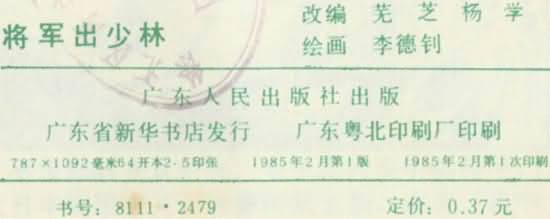 将军出少林
改编 芜芝 杨学
绘画 李德钊
广东人民出版社出版
广东省新华书店发行 广东粤北印刷厂印刷
787×1092毫米64开本2·5印张 1985年2月第1版 1985年2月第1次印刷
书号：8111·2479 定价：0.37元